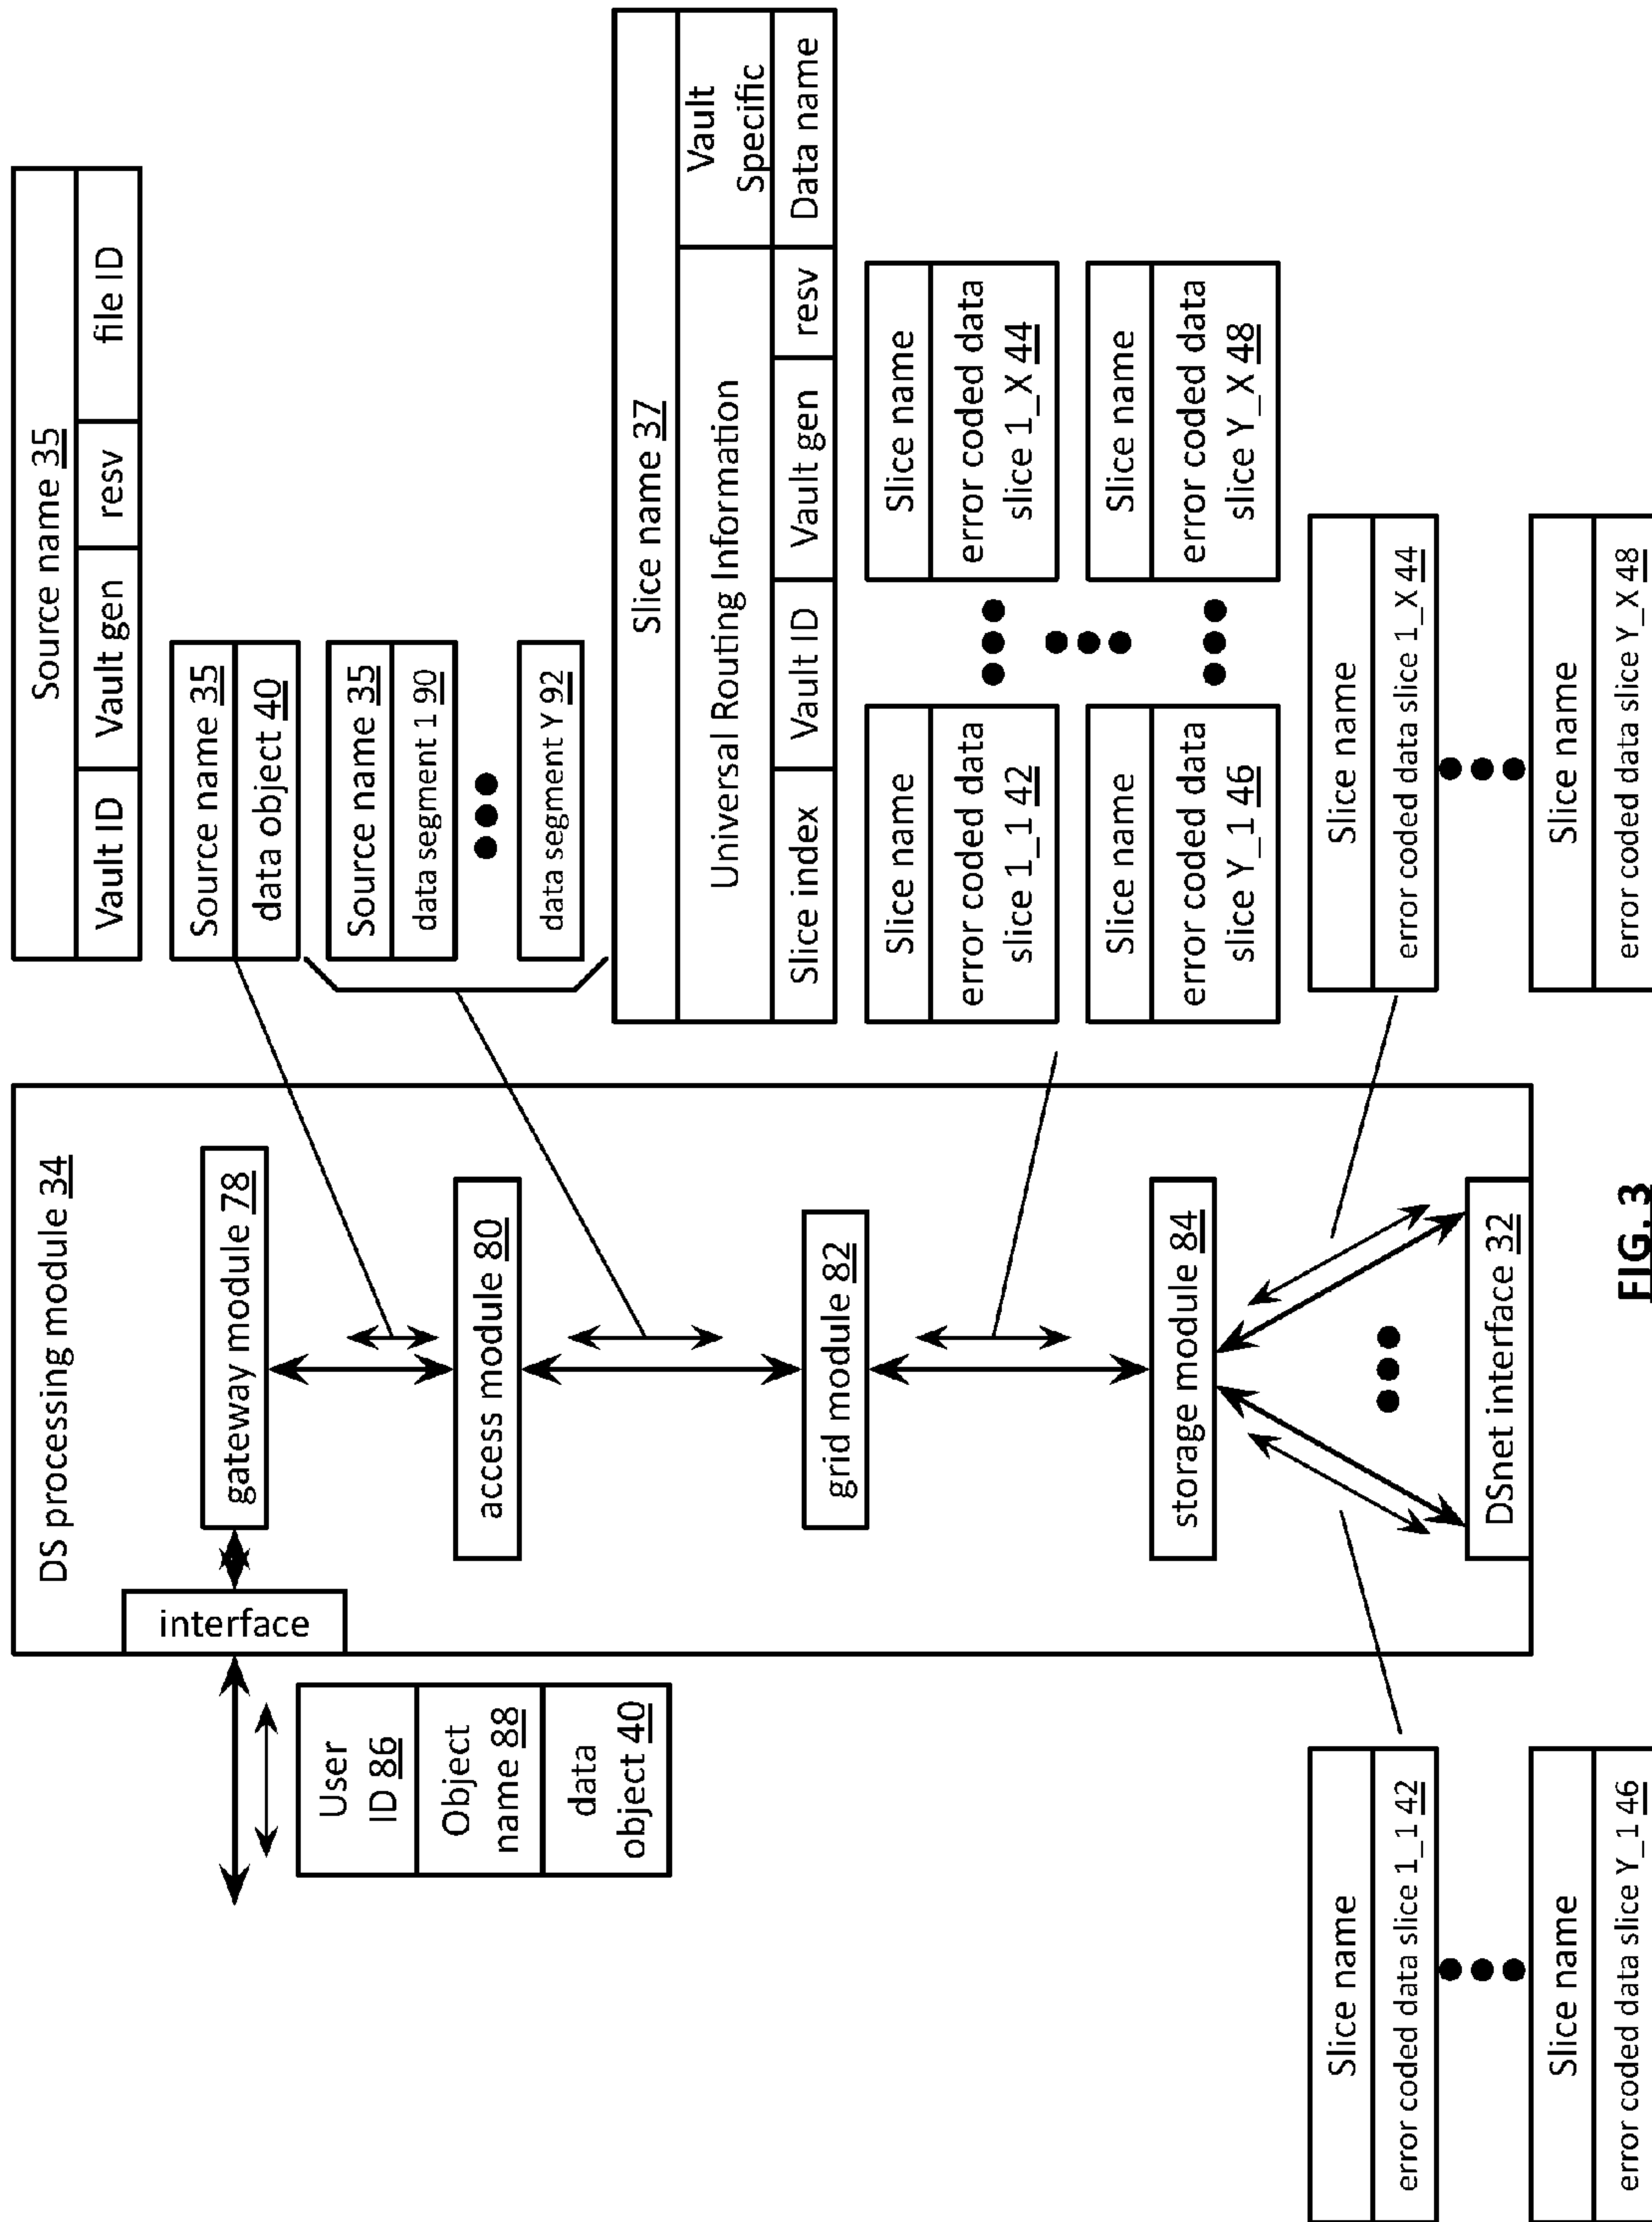 DS processing module 34
interface
gateway module 78
access module 80
grid module 82
storage module 84
DSnet interface 32
User
ID 86
Object
name 88
data
object 40
Source name 35
Vault ID
Vault gen
resv
file ID
Source name 35
data object 40
Source name 35
data segment 1 90
data segment Y 92
Slice name 37
Universal Routing Information
Vault
Specific
Slice index
Vault ID
Vault gen
resv
Data name
Slice name
error coded data
slice 1_1 42
Slice name
error coded data
slice 1_X 44
Slice name
error coded data
slice Y_1 46
Slice name
error coded data
slice Y_X 48
Slice name
error coded data slice 1_1 42
Slice name
error coded data slice Y_1 46
Slice name
error coded data slice 1_X 44
Slice name
error coded data slice Y_X 48
FIG. 3